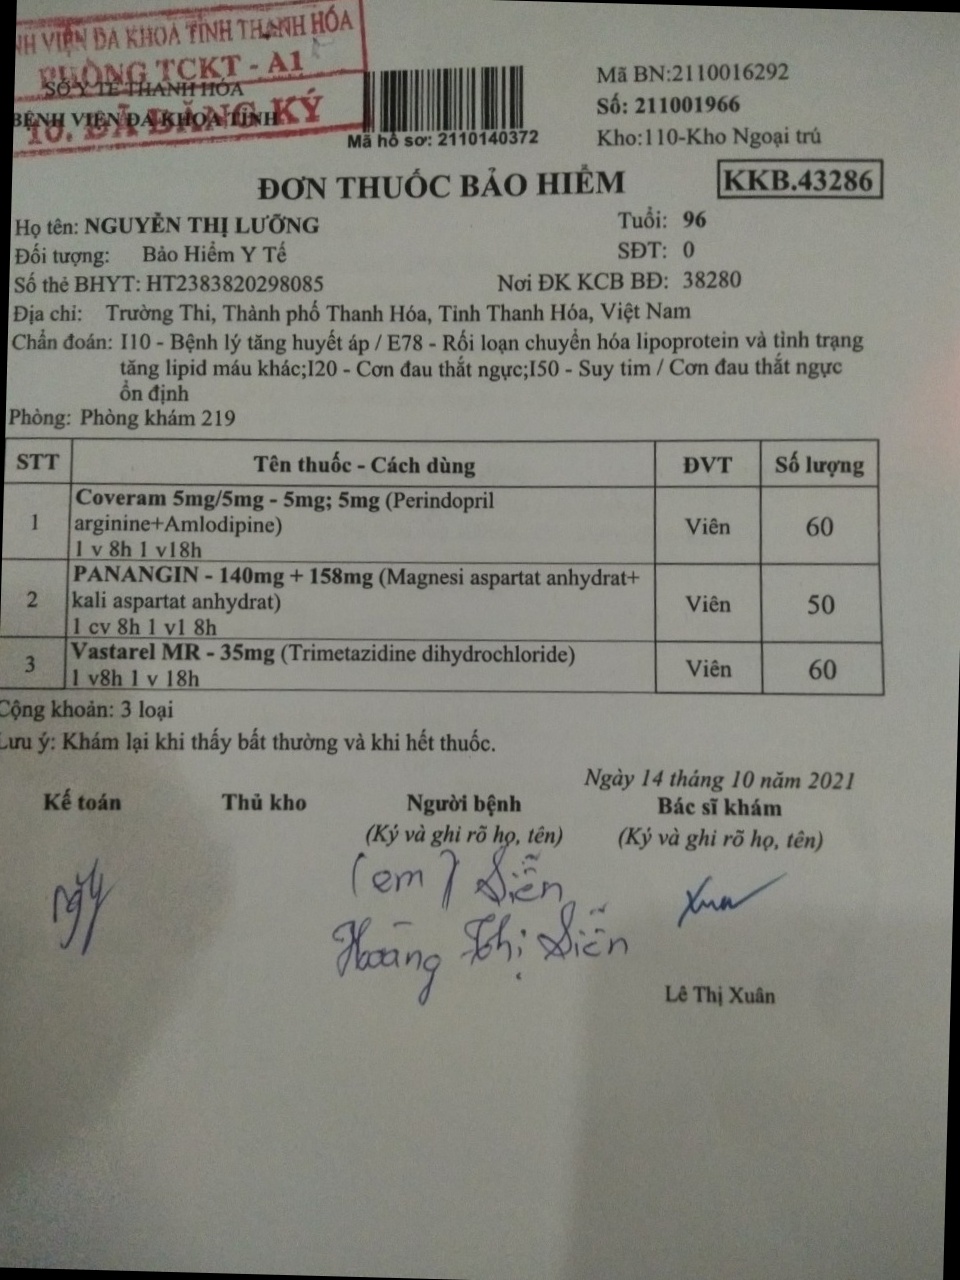 NH VIỆN ĐA KHOA TỈNH THANH HÓA
PHÒNG TCKT - A1
SỞ Y TẾ THANH HÓA
BỆNH VIỆN ĐA KHOA TỈNH
ĐÃ ĐĂNG KÝ
Mã hồ sơ: 2110140372
Mã BN:2110016292
Số: 211001966
Kho:110-Kho Ngoại trú
ĐƠN THUỐC BẢO HIỂM
KKB.43286
Họ tên: NGUYỄN THỊ LƯỠNG Tuổi: 96
Đối tượng: Bảo Hiểm Y Tế SĐT: 0
Số thẻ BHYT: HT2383820298085 Nơi ĐK KCB BĐ: 38280
Địa chỉ: Trường Thi, Thành phố Thanh Hóa, Tỉnh Thanh Hóa, Việt Nam
Chẩn đoán: I10 - Bệnh lý tăng huyết áp / E78 - Rối loạn chuyển hóa lipoprotein và tình trạng
tăng lipid máu khác;I20 - Cơn đau thắt ngực;I50 - Suy tim / Cơn đau thắt ngực
ổn định
Phòng: Phòng khám 219
STT Tên thuốc - Cách dùng ĐVT Số lượng
1 Coveram 5mg/5mg - 5mg; 5mg (Perindopril
arginine+Amlodipine) Viên 60
1 v 8h 1 v18h
2 PANANGIN - 140mg + 158mg (Magnesi aspartat anhydrat+
kali aspartat anhydrat) Viên 50
1 cv 8h 1 v1 8h
3 Vastarel MR - 35mg (Trimetazidine dihydrochloride) Viên 60
1 v8h 1 v 18h
Cộng khoản: 3 loại
Lưu ý: Khám lại khi thấy bất thường và khi hết thuốc.
Ngày 14 tháng 10 năm 2021
Kế toán Thủ kho Người bệnh Bác sĩ khám
(Ký và ghi rõ họ, tên) (Ký và ghi rõ họ, tên)
(em)
Hoàng Thị
Lê Thị Xuân